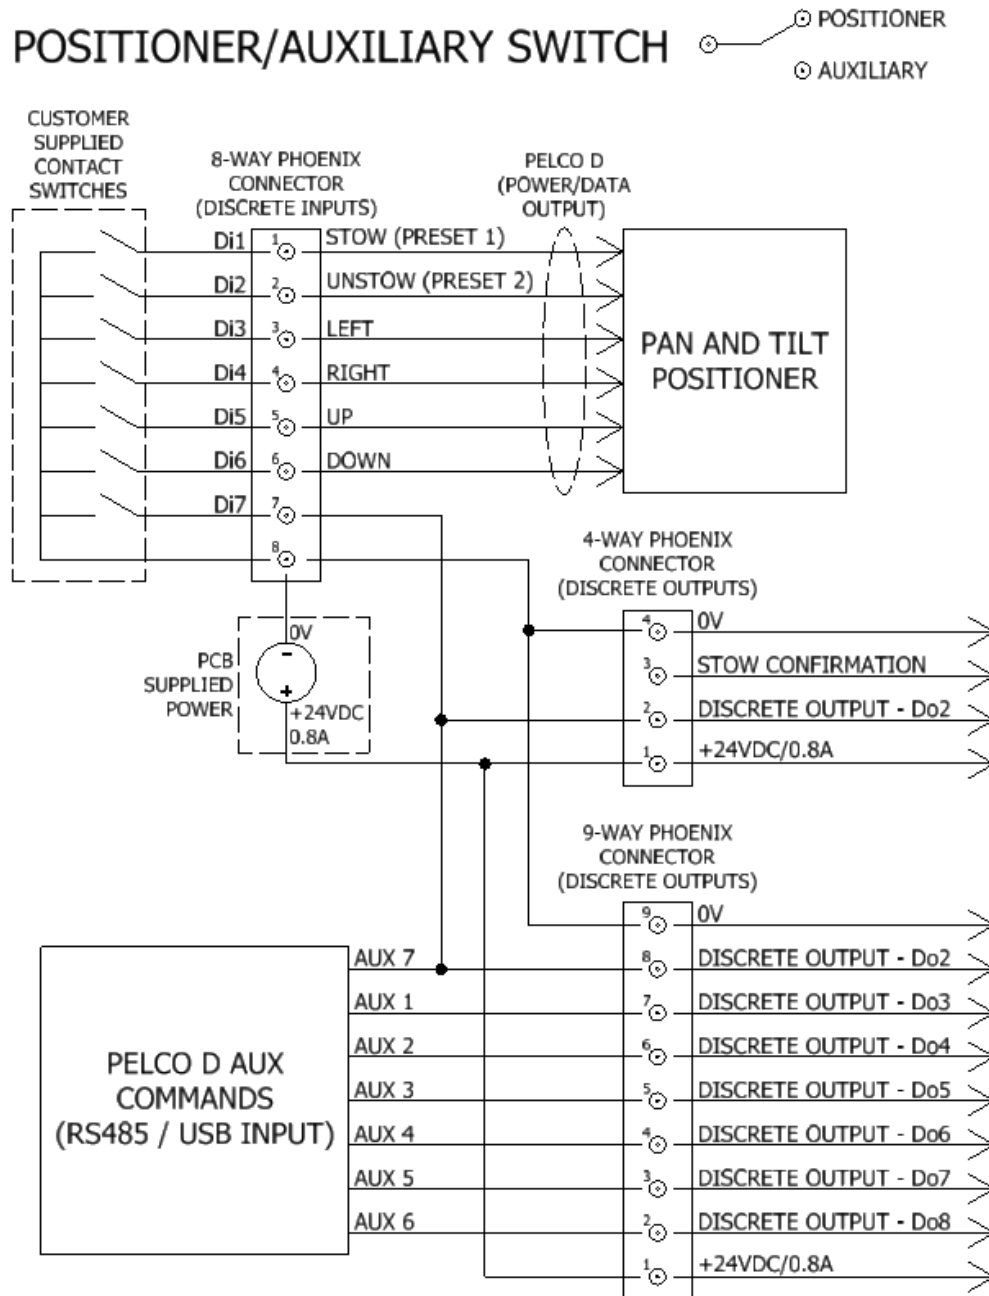 POSITIONER/AUXILIARY SWITCH
POSITIONER
AUXILIARY
CUSTOMER
SUPPLIED
CONTACT
SWITCHES
8-WAY PHOENIX
CONNECTOR
(DISCRETE INPUTS)
PELCO D
(POWER/DATA
OUTPUT)
Di1 1 STOW (PRESET 1)
Di2 2 UNSTOW (PRESET 2)
Di3 3 LEFT
Di4 4 RIGHT
Di5 5 UP
Di6 6 DOWN
Di7 7
8
PAN AND TILT
POSITIONER
PCB
SUPPLIED
POWER
0V
-
+
+24VDC
0.8A
4-WAY PHOENIX
CONNECTOR
(DISCRETE OUTPUTS)
4 0V
3 STOW CONFIRMATION
2 DISCRETE OUTPUT - Do2
1 +24VDC/0.8A
9-WAY PHOENIX
CONNECTOR
(DISCRETE OUTPUTS)
PELCO D AUX
COMMANDS
(RS485 / USB INPUT)
9 0V
AUX 7 8 DISCRETE OUTPUT - Do2
AUX 1 7 DISCRETE OUTPUT - Do3
AUX 2 6 DISCRETE OUTPUT - Do4
AUX 3 5 DISCRETE OUTPUT - Do5
AUX 4 4 DISCRETE OUTPUT - Do6
AUX 5 3 DISCRETE OUTPUT - Do7
AUX 6 2 DISCRETE OUTPUT - Do8
1 +24VDC/0.8A